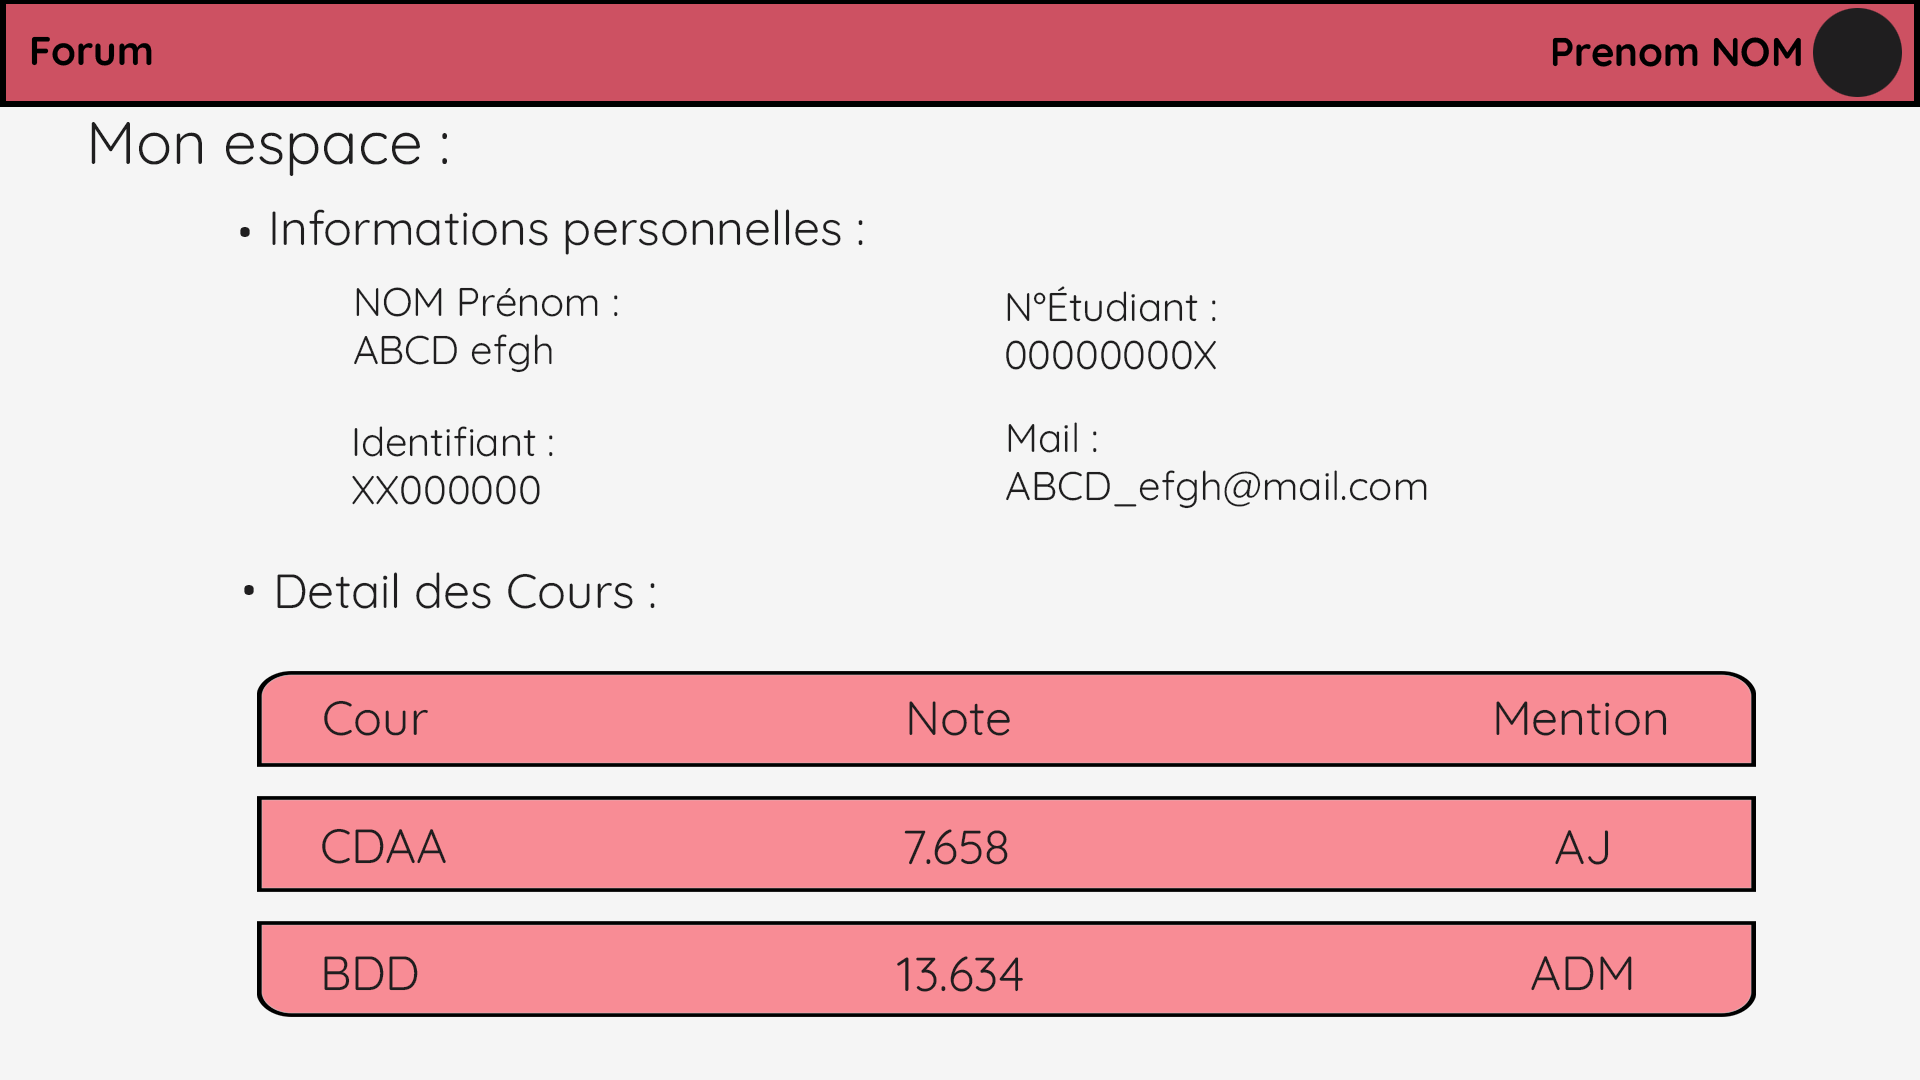 Forum
Prenom NOM
Mon espace :
• Informations personnelles :
NOM Prénom :
ABCD efgh
N°Étudiant :
00000000X
Identifiant :
XX000000
Mail :
ABCD_efgh@mail.com
• Detail des Cours :
Cour Note Mention
CDAA 7.658 AJ
BDD 13.634 ADM